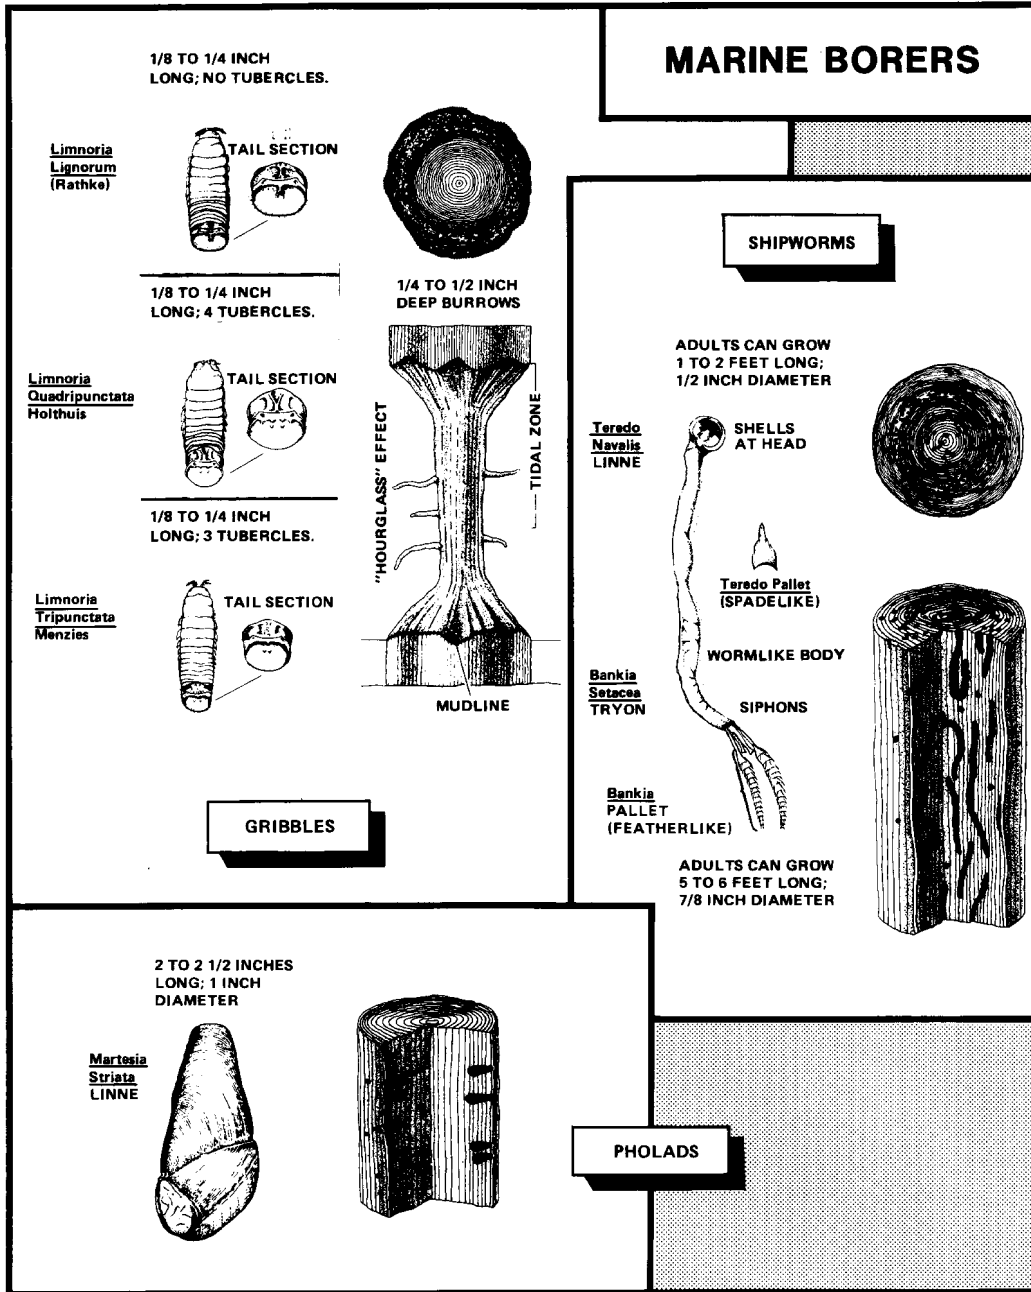 MARINE BORERS
1/8 TO 1/4 INCH
LONG; NO TUBERCLES.
Limnoria
Lignorum
(Rathke)
TAIL SECTION
1/4 TO 1/2 INCH
DEEP BURROWS
1/8 TO 1/4 INCH
LONG; 4 TUBERCLES.
Limnoria
Quadripunctata
Holthuis
TAIL SECTION
"HOURGLASS" EFFECT
TIDAL ZONE
1/8 TO 1/4 INCH
LONG; 3 TUBERCLES.
Limnoria
Tripunctata
Menzies
TAIL SECTION
MUDLINE
GRIBBLES
SHIPWORMS
ADULTS CAN GROW
1 TO 2 FEET LONG;
1/2 INCH DIAMETER
Teredo
Navalis
LINNE
SHELLS
AT HEAD
Teredo Pallet
(SPADELIKE)
WORMLIKE BODY
Bankia
Setacea
TRYON
SIPHONS
Bankia
PALLET
(FEATHERLIKE)
ADULTS CAN GROW
5 TO 6 FEET LONG;
7/8 INCH DIAMETER
2 TO 2 1/2 INCHES
LONG; 1 INCH
DIAMETER
Martesia
Striata
LINNE
PHOLADS